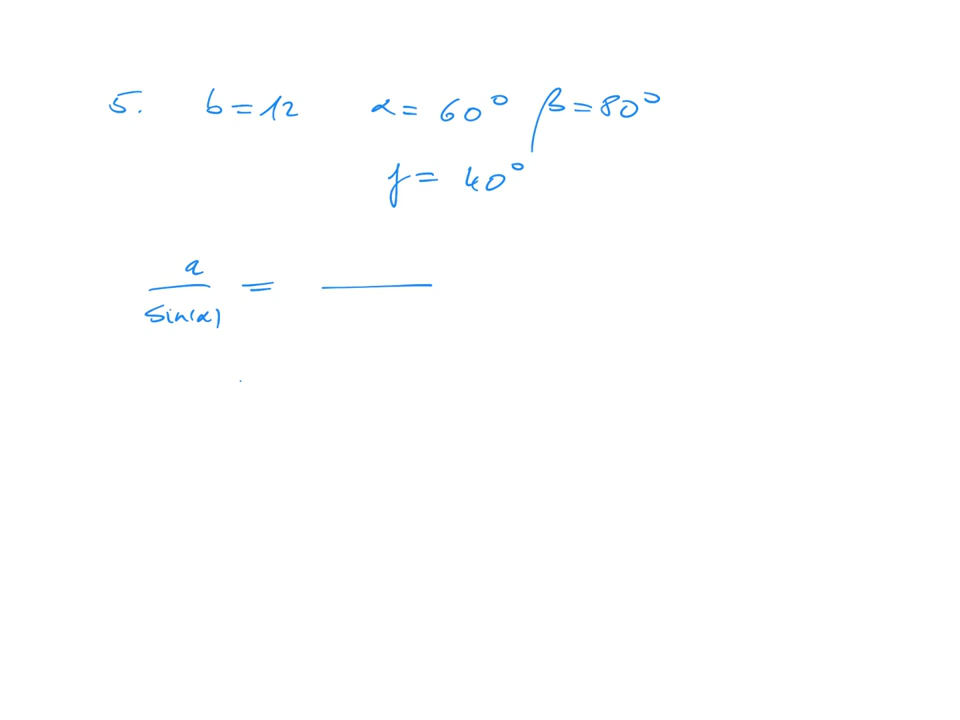 5. b = 12 α = 60° β = 80°
γ = 40°
a
― = ―
sin(α)